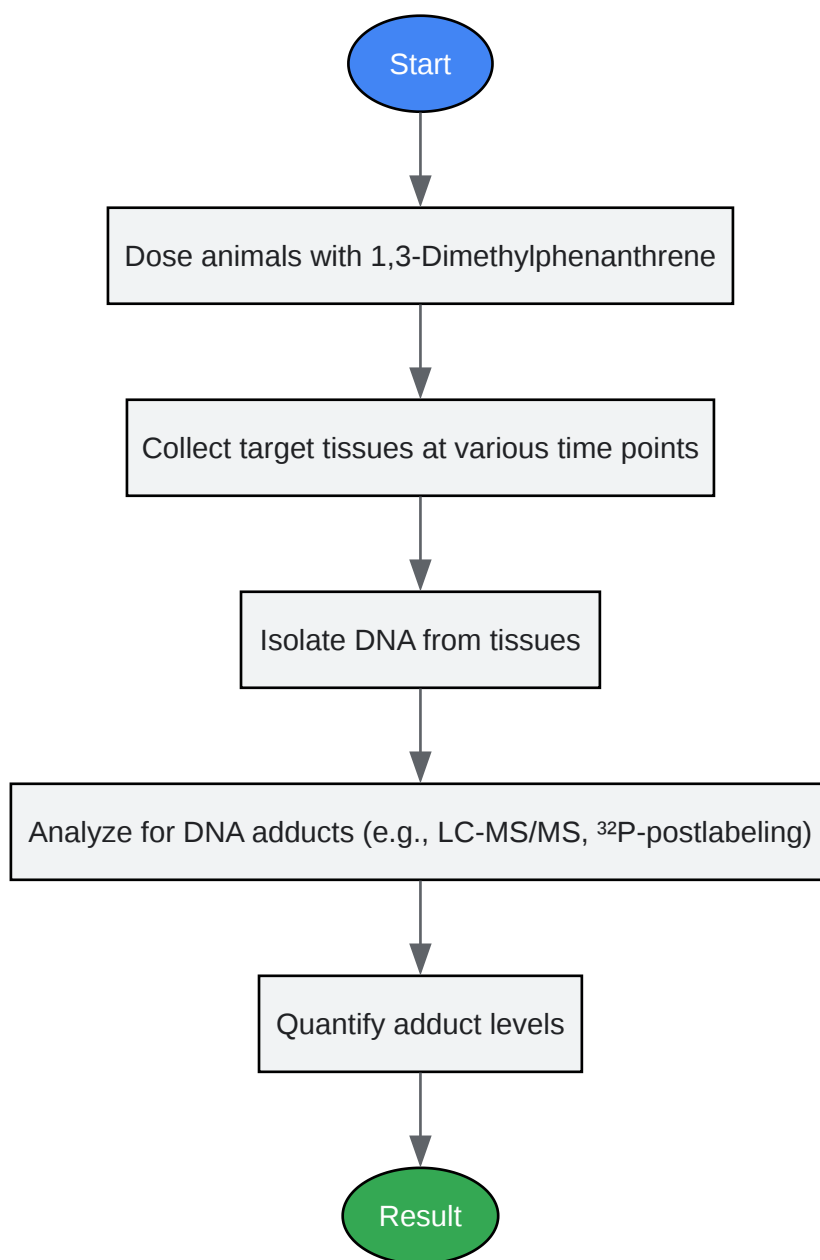 Start
Dose animals with 1,3-Dimethylphenanthrene
Collect target tissues at various time points
Isolate DNA from tissues
Analyze for DNA adducts (e.g., LC-MS/MS, ³²P-postlabeling)
Quantify adduct levels
Result